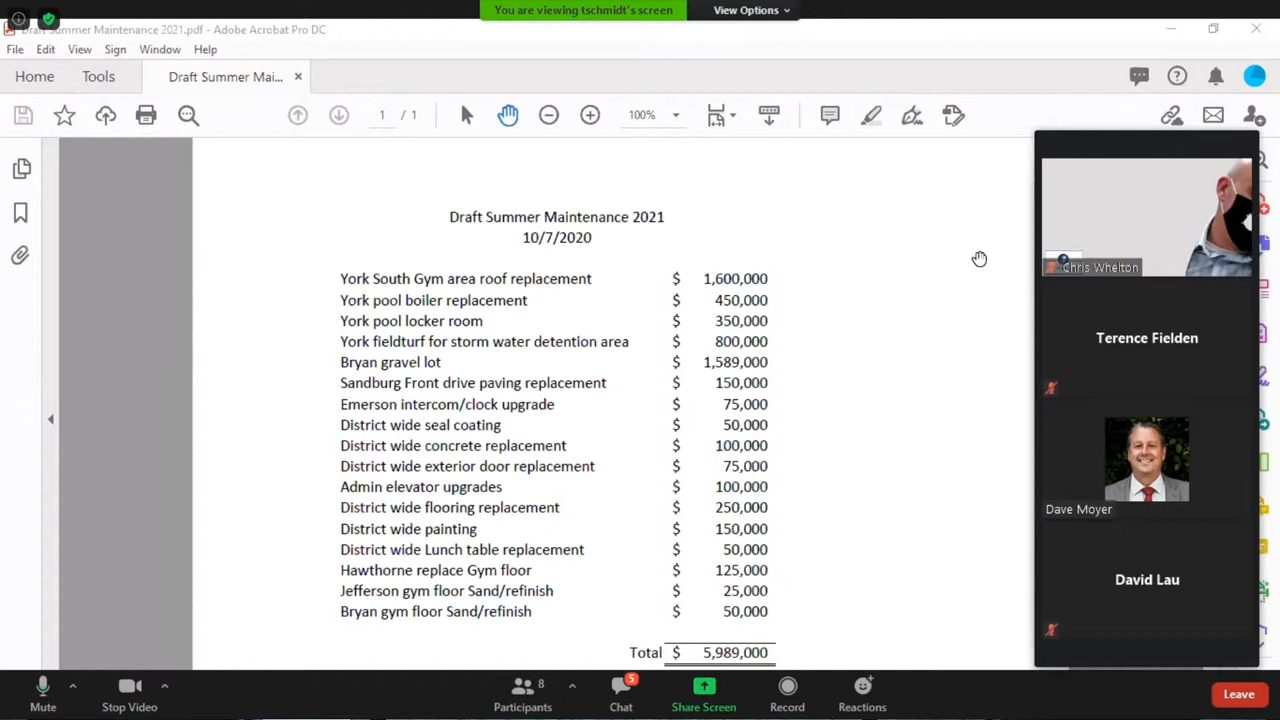 You are viewing tschmidt's screen View Options
Draft Summer Maintenance 2021.pdf - Adobe Acrobat Pro DC
File Edit View Sign Window Help
Home Tools Draft Summer Mai... ×
1 / 1 100%
Draft Summer Maintenance 2021
10/7/2020
York South Gym area roof replacement $ 1,600,000
York pool boiler replacement $ 450,000
York pool locker room $ 350,000
York fieldturf for storm water detention area $ 800,000
Bryan gravel lot $ 1,589,000
Sandburg Front drive paving replacement $ 150,000
Emerson intercom/clock upgrade $ 75,000
District wide seal coating $ 50,000
District wide concrete replacement $ 100,000
District wide exterior door replacement $ 75,000
Admin elevator upgrades $ 100,000
District wide flooring replacement $ 250,000
District wide painting $ 150,000
District wide Lunch table replacement $ 50,000
Hawthorne replace Gym floor $ 125,000
Jefferson gym floor Sand/refinish $ 25,000
Bryan gym floor Sand/refinish $ 50,000
Total $ 5,989,000
Chris Whelton
Terence Fielden
Dave Moyer
David Lau
Mute Stop Video Participants 8 Chat 5 Share Screen Record Reactions Leave